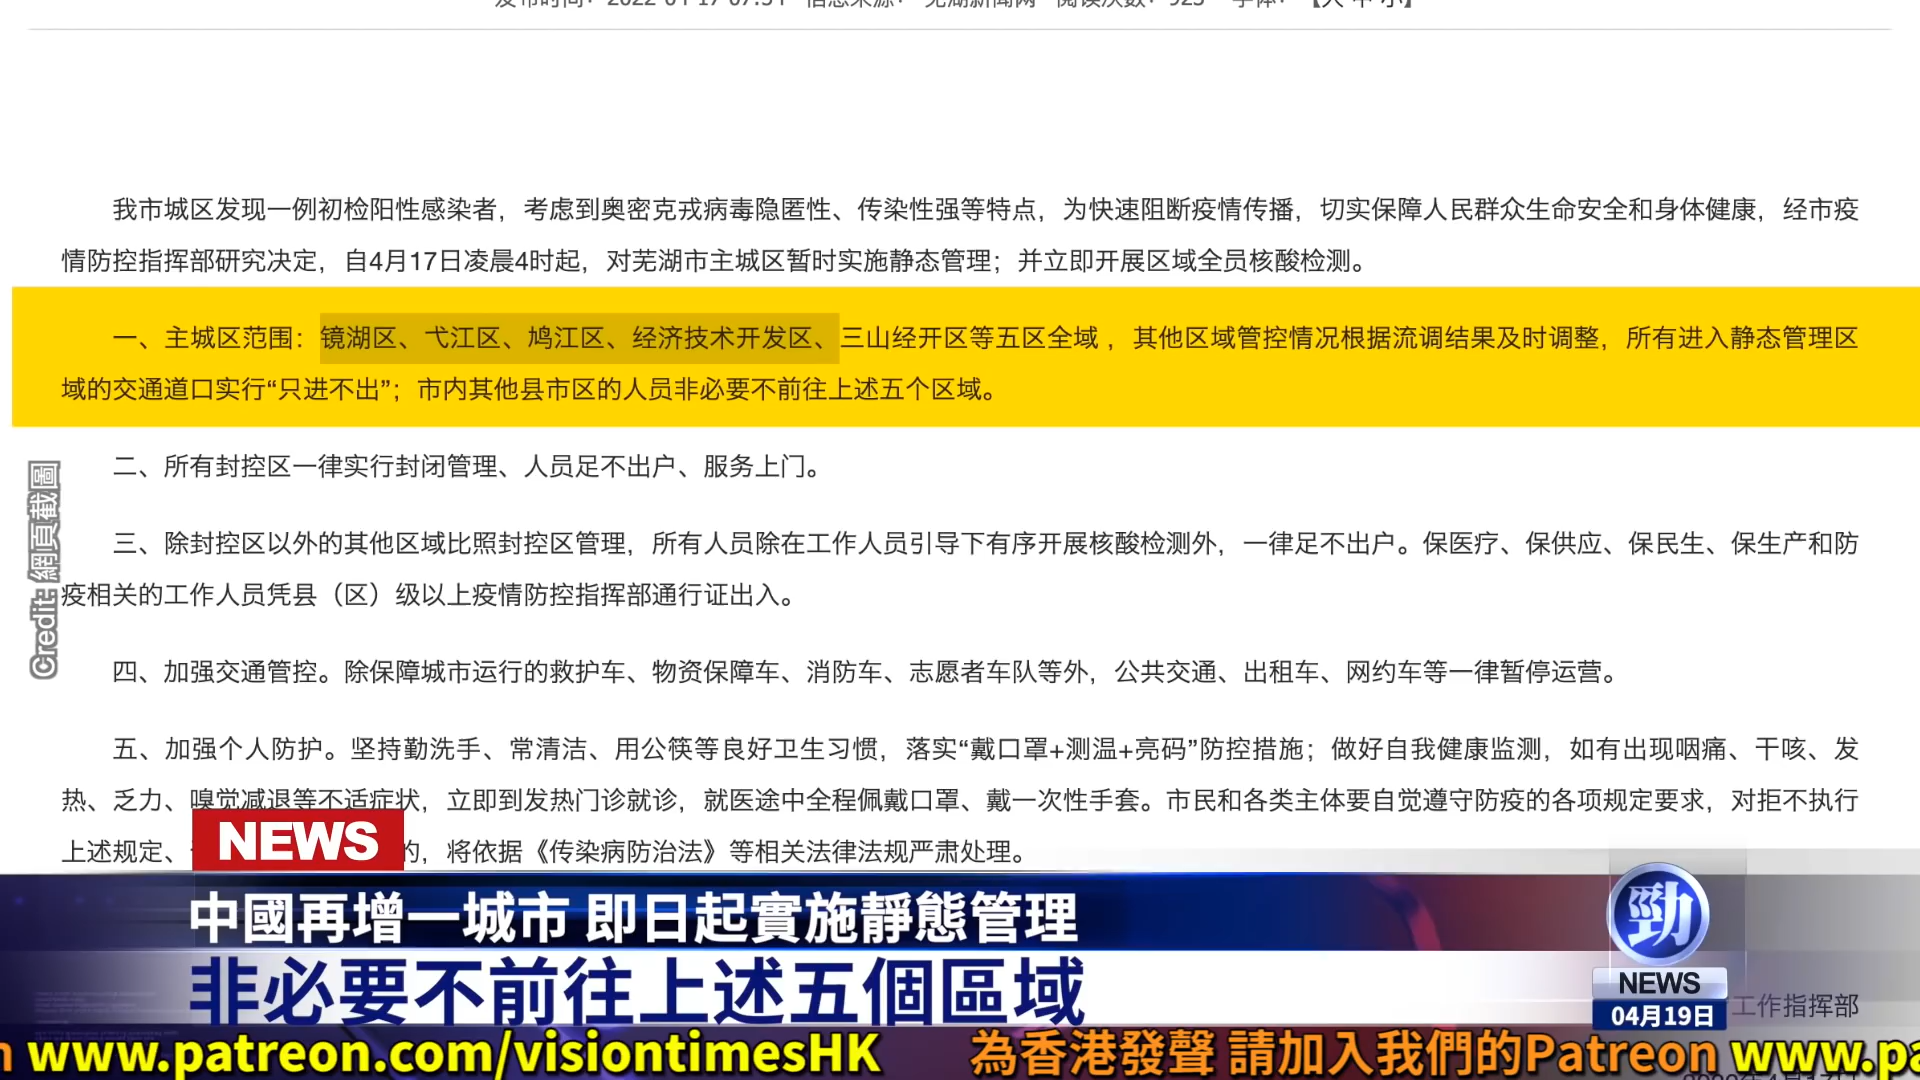 发布时间：2022-04-17 07:54 信息来源： 芜湖新闻网 阅读次数：923 字体：【大 中 小】
我市城区发现一例初检阳性感染者，考虑到奥密克戎病毒隐匿性、传染性强等特点，为快速阻断疫情传播，切实保障人民群众生命安全和身体健康，经市疫
情防控指挥部研究决定，自4月17日凌晨4时起，对芜湖市主城区暂时实施静态管理；并立即开展区域全员核酸检测。
一、主城区范围：镜湖区、弋江区、鸠江区、经济技术开发区、三山经开区等五区全域 ，其他区域管控情况根据流调结果及时调整，所有进入静态管理区
域的交通道口实行“只进不出”；市内其他县市区的人员非必要不前往上述五个区域。
二、所有封控区一律实行封闭管理、人员足不出户、服务上门。
三、除封控区以外的其他区域比照封控区管理，所有人员除在工作人员引导下有序开展核酸检测外，一律足不出户。保医疗、保供应、保民生、保生产和防
疫相关的工作人员凭县（区）级以上疫情防控指挥部通行证出入。
四、加强交通管控。除保障城市运行的救护车、物资保障车、消防车、志愿者车队等外，公共交通、出租车、网约车等一律暂停运营。
五、加强个人防护。坚持勤洗手、常清洁、用公筷等良好卫生习惯，落实“戴口罩+测温+亮码”防控措施；做好自我健康监测，如有出现咽痛、干咳、发
热、乏力、嗅觉减退等不适症状，立即到发热门诊就诊，就医途中全程佩戴口罩、戴一次性手套。市民和各类主体要自觉遵守防疫的各项规定要求，对拒不执行
上述规定、 的，将依据《传染病防治法》等相关法律法规严肃处理。
Credit: 網頁截圖
NEWS
中國再增一城市 即日起實施靜態管理
非必要不前往上述五個區域
勁
NEWS
04月19日
工作指挥部
www.patreon.com/visiontimesHK 為香港發聲 請加入我們的Patreon www.pa